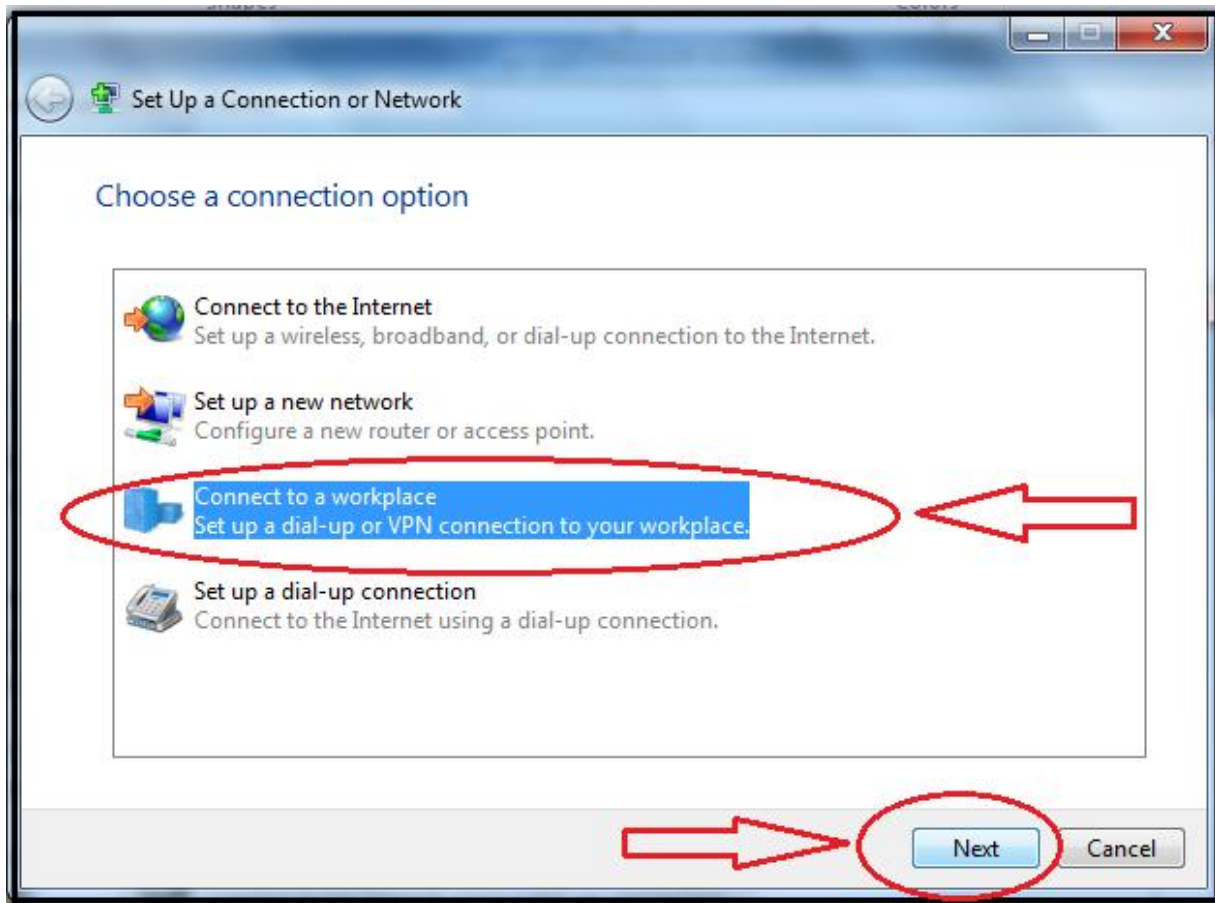 Set Up a Connection or Network
Choose a connection option
Connect to the Internet
Set up a wireless, broadband, or dial-up connection to the Internet.
Set up a new network
Configure a new router or access point.
Connect to a workplace
Set up a dial-up or VPN connection to your workplace.
Set up a dial-up connection
Connect to the Internet using a dial-up connection.
Next Cancel